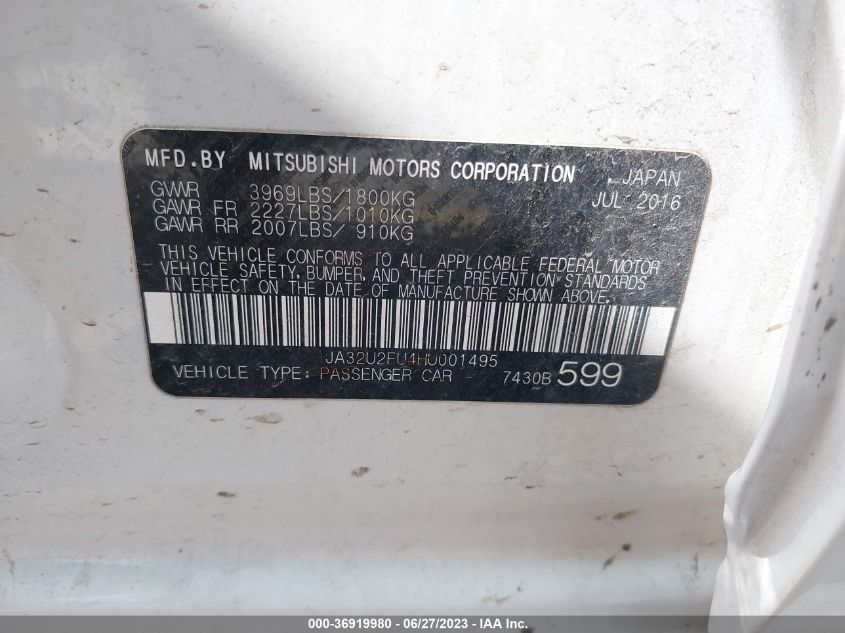 MFD.BY MITSUBISHI MOTORS CORPORATION . JAPAN
GVWR 3969LBS/1800KG JUL 2016
GAWR FR 2227LBS/1010KG
GAWR RR 2007LBS/ 910KG
THIS VEHICLE CONFORMS TO ALL APPLICABLE FEDERAL MOTOR
VEHICLE SAFETY, BUMPER, AND THEFT PREVENTION STANDARDS
IN EFFECT ON THE DATE OF MANUFACTURE SHOWN ABOVE.
JA32U2FU4HU001495
VEHICLE TYPE: PASSENGER CAR 7430B 599
000-36919980 - 06/27/2023 - IAAI, Inc.